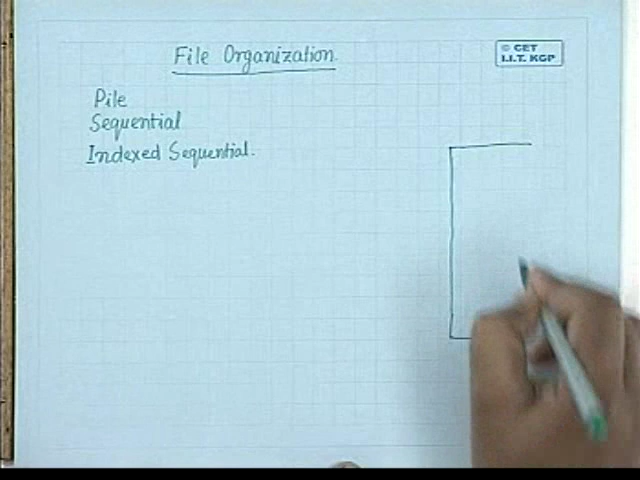 File Organization
© CET
I.I.T. KGP
Pile
Sequential
Indexed Sequential.